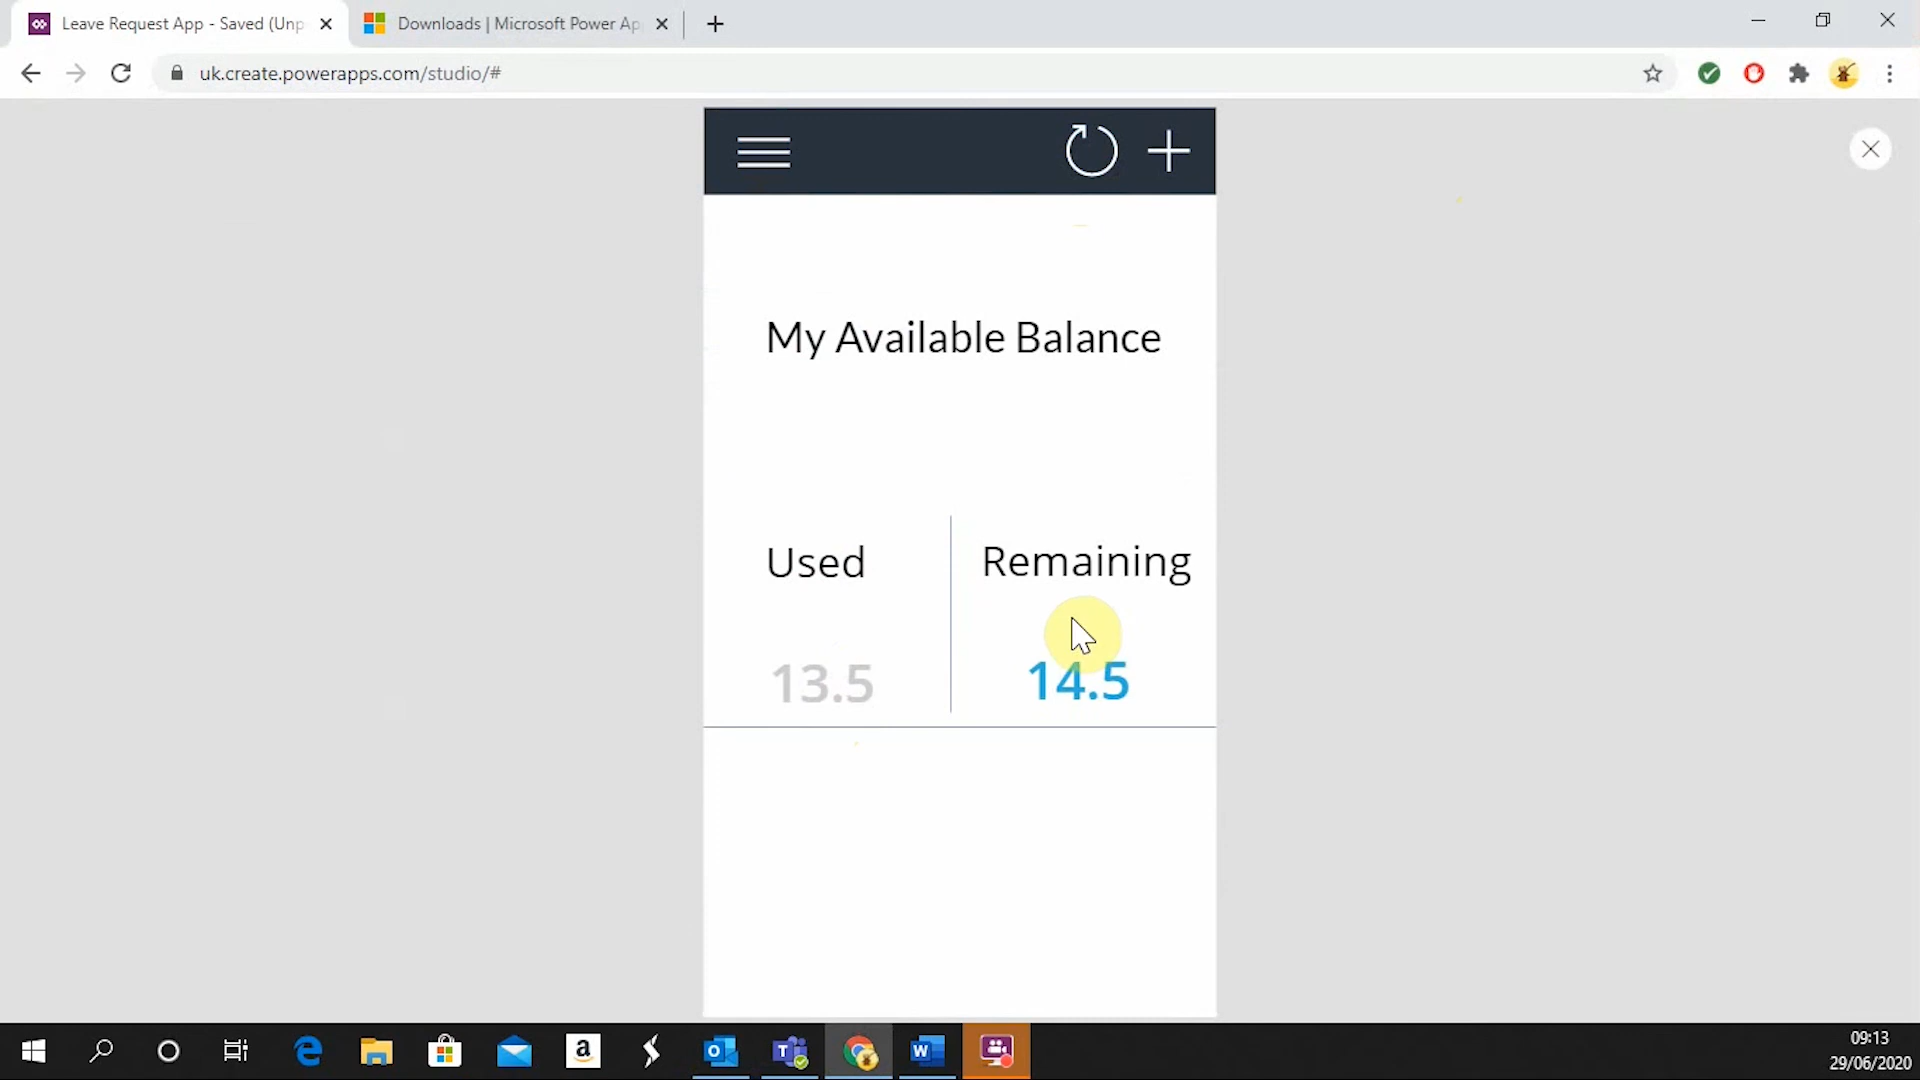 Leave Request App - Saved (Unp
Downloads | Microsoft Power Ap
uk.create.powerapps.com/studio/#
My Available Balance
Used
Remaining
13.5
14.5
09:13
29/06/2020